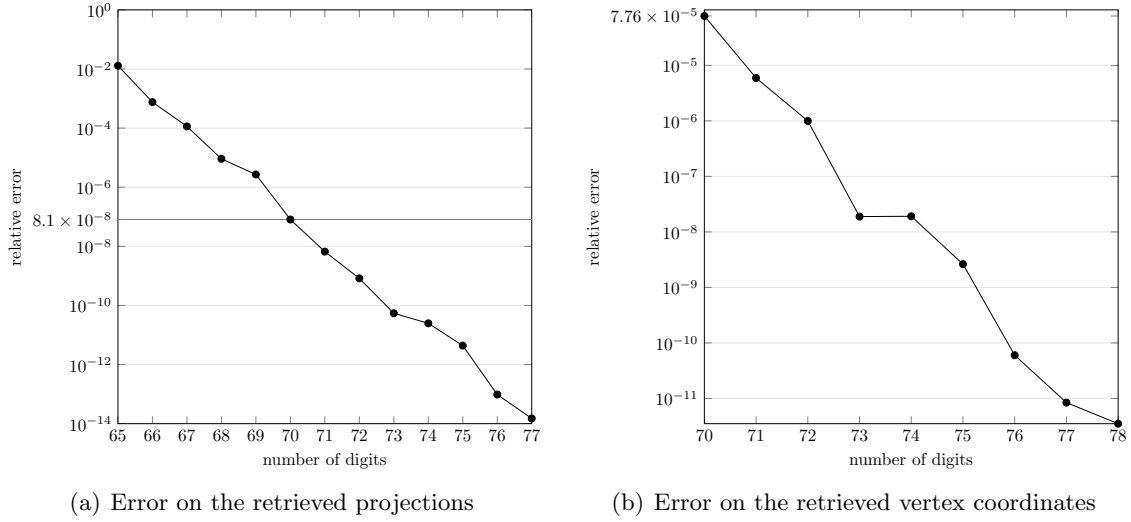 10^0
10^−2
10^−4
10^−6
8.1 × 10^−8
10^−8
10^−10
10^−12
10^−14
relative error
65 66 67 68 69 70 71 72 73 74 75 76 77
number of digits
(a) Error on the retrieved projections
7.76 × 10^−5
10^−5
10^−6
10^−7
10^−8
10^−9
10^−10
10^−11
relative error
70 71 72 73 74 75 76 77 78
number of digits
(b) Error on the retrieved vertex coordinates